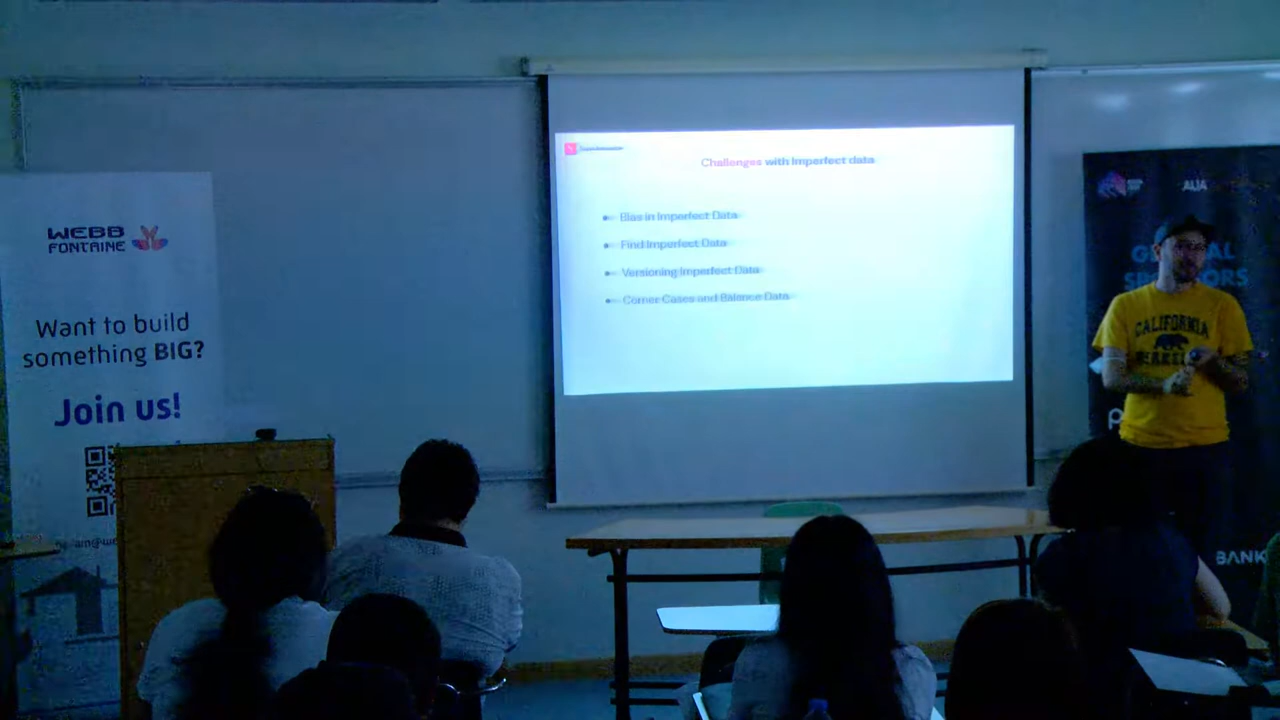 WEBB
FONTAINE
Want to build
something BIG?
Join us!
Challenges with Imperfect data
Bias in Imperfect Data
Find Imperfect Data
Versioning Imperfect Data
Corner Cases and Balance Data
CALIFORNIA
BANK